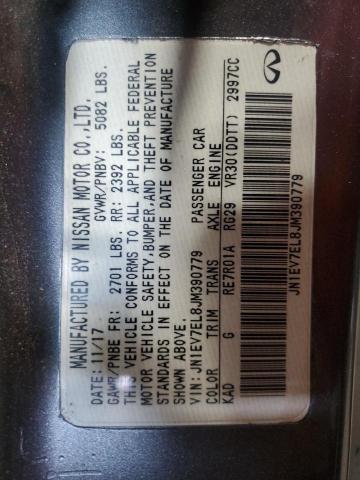 MANUFACTURED BY NISSAN MOTOR CO.,LTD.
DATE: 11/17 GVWR/PNBV: 5082 LBS.
GAWR/PNBE FR: 2701 LBS. RR: 2392 LBS.
THIS VEHICLE CONFORMS TO ALL APPLICABLE FEDERAL
MOTOR VEHICLE SAFETY,BUMPER,AND THEFT PREVENTION
STANDARDS IN EFFECT ON THE DATE OF MANUFACTURE
SHOWN ABOVE.
VIN: JN1EV7EL8JM390779 PASSENGER CAR
COLOR TRIM TRANS AXLE ENGINE
KAD G RE7R01A RG29 VR30(DDTT) 2997CC
JN1EV7EL8JM390779